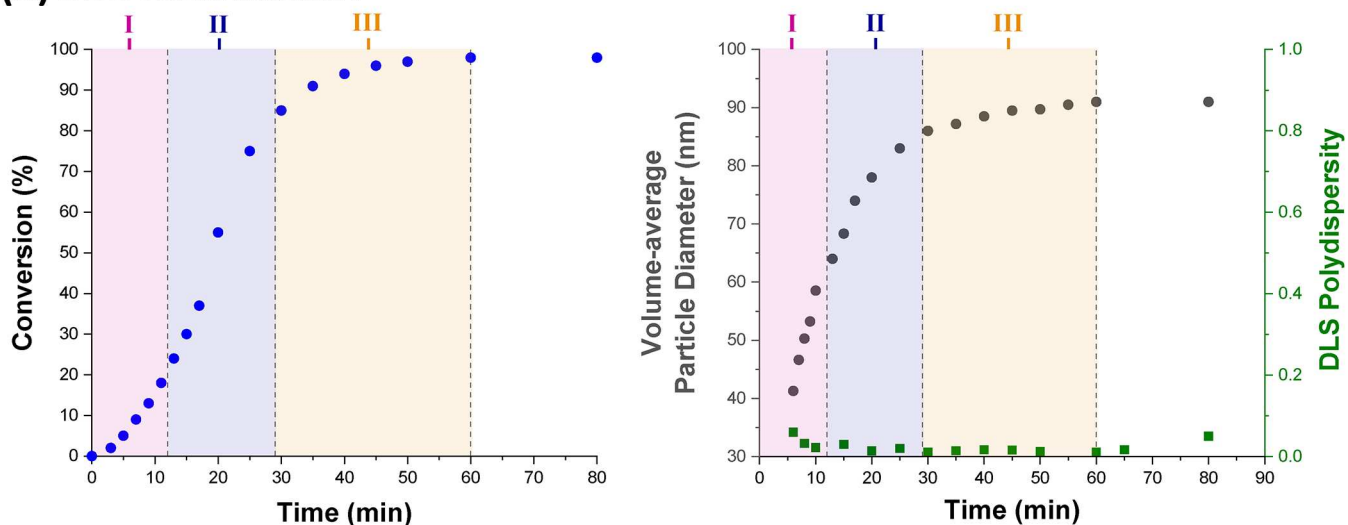 I II III
100
90
80
70
60
50
40
30
20
10
0
Conversion (%)
0 10 20 30 40 50 60 70 80
Time (min)
I II III
100
90
80
70
60
50
40
30
Volume-average
Particle Diameter (nm)
1.0
0.8
0.6
0.4
0.2
0.0
DLS Polydispersity
0 10 20 30 40 50 60 70 80 90
Time (min)